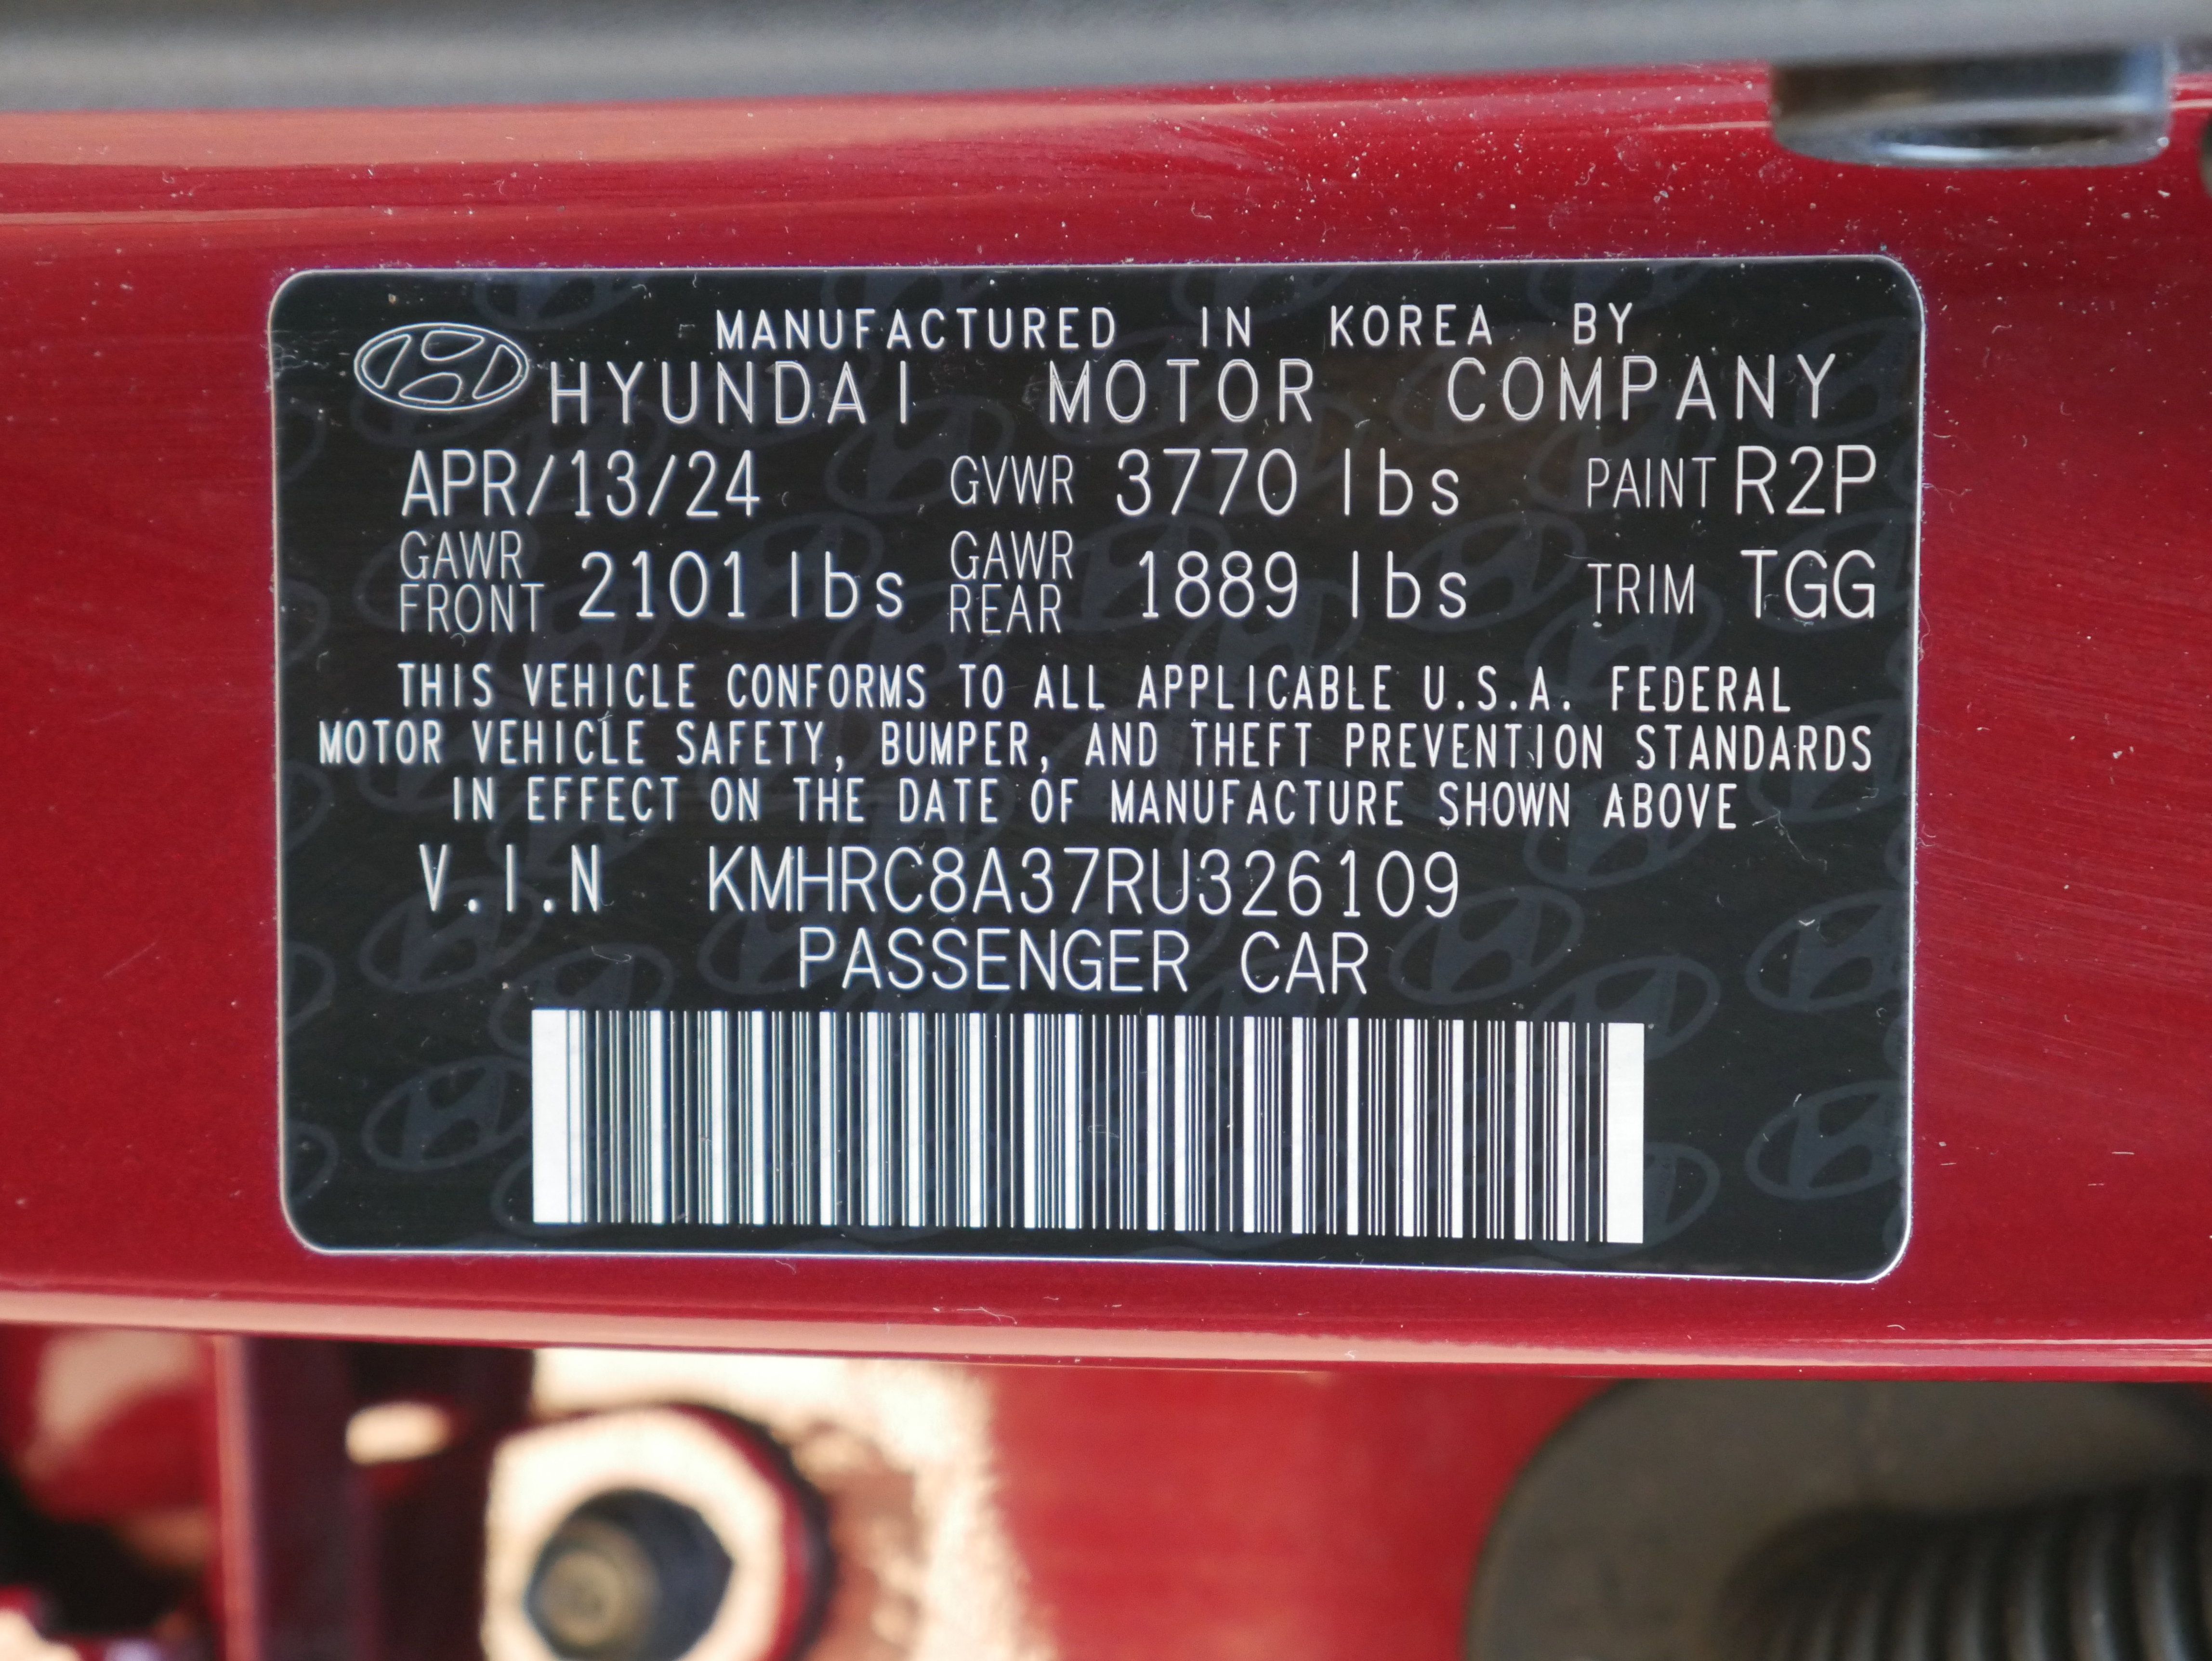 MANUFACTURED IN KOREA BY
HYUNDAI MOTOR COMPANY
APR/13/24 GVWR 3770 lbs PAINT R2P
GAWR FRONT 2101 lbs GAWR REAR 1889 lbs TRIM TGG
THIS VEHICLE CONFORMS TO ALL APPLICABLE U.S.A. FEDERAL
MOTOR VEHICLE SAFETY, BUMPER, AND THEFT PREVENTION STANDARDS
IN EFFECT ON THE DATE OF MANUFACTURE SHOWN ABOVE
V.I.N KMHRC8A37RU326109
PASSENGER CAR